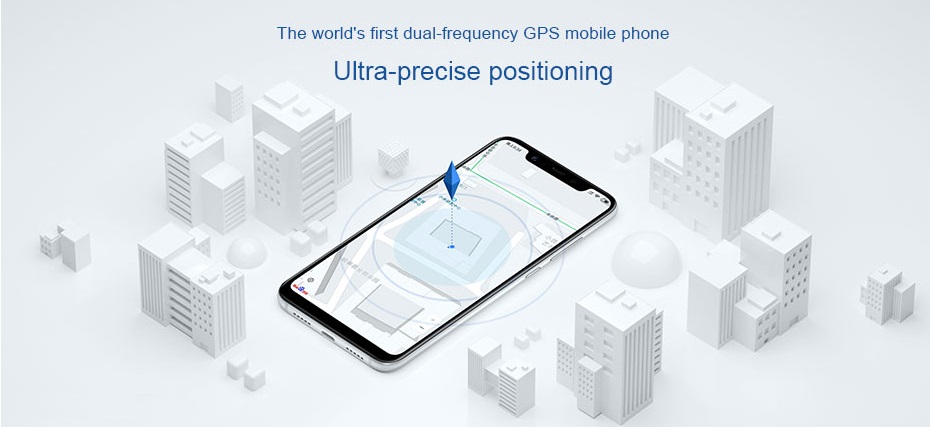 The world's first dual-frequency GPS mobile phone
Ultra-precise positioning